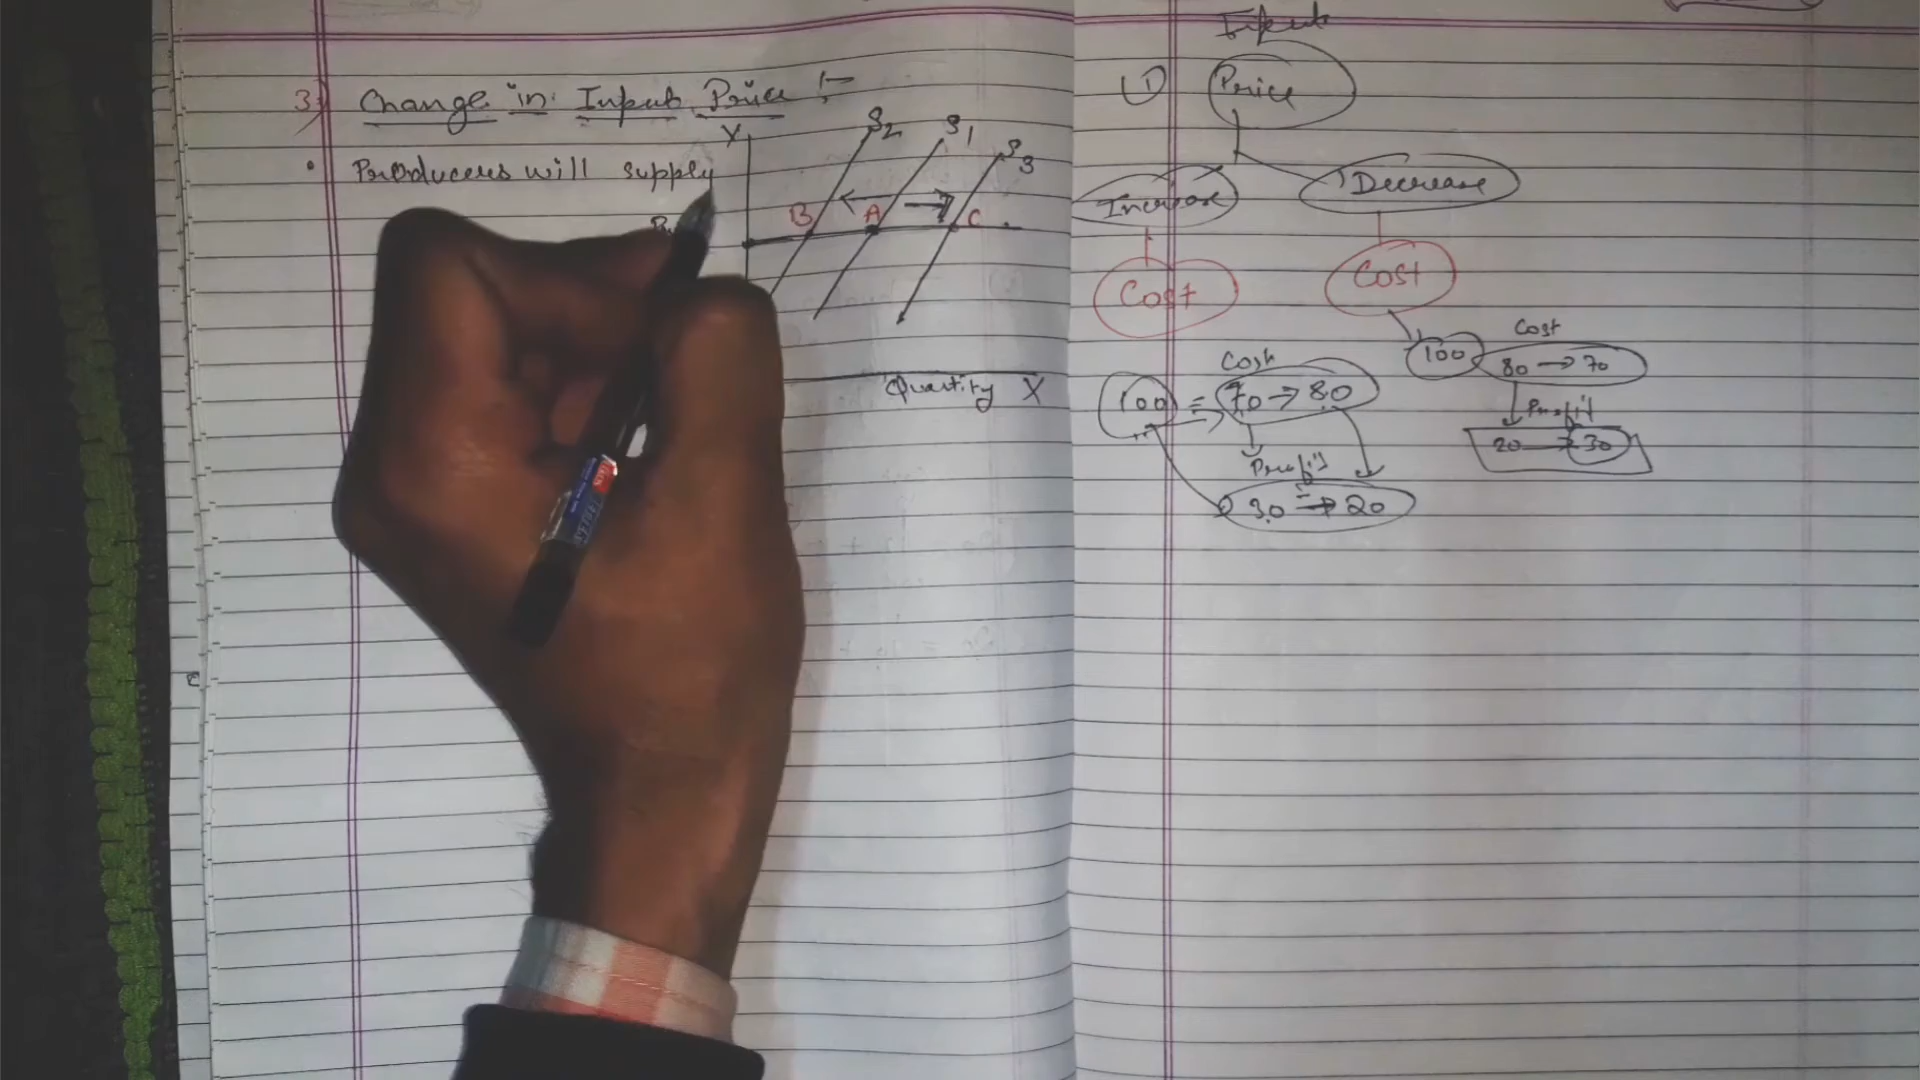 3) Change in Input Price :-
• Producers will supply
Y
S2
S1
S3
B
A
C
Quantity X
Input
① Price
Increase
Decrease
Cost
Cost
100
Cost
80 → 70
Profit
20 → 30
Cost
100 = 70 → 80
Profit
30 → 20